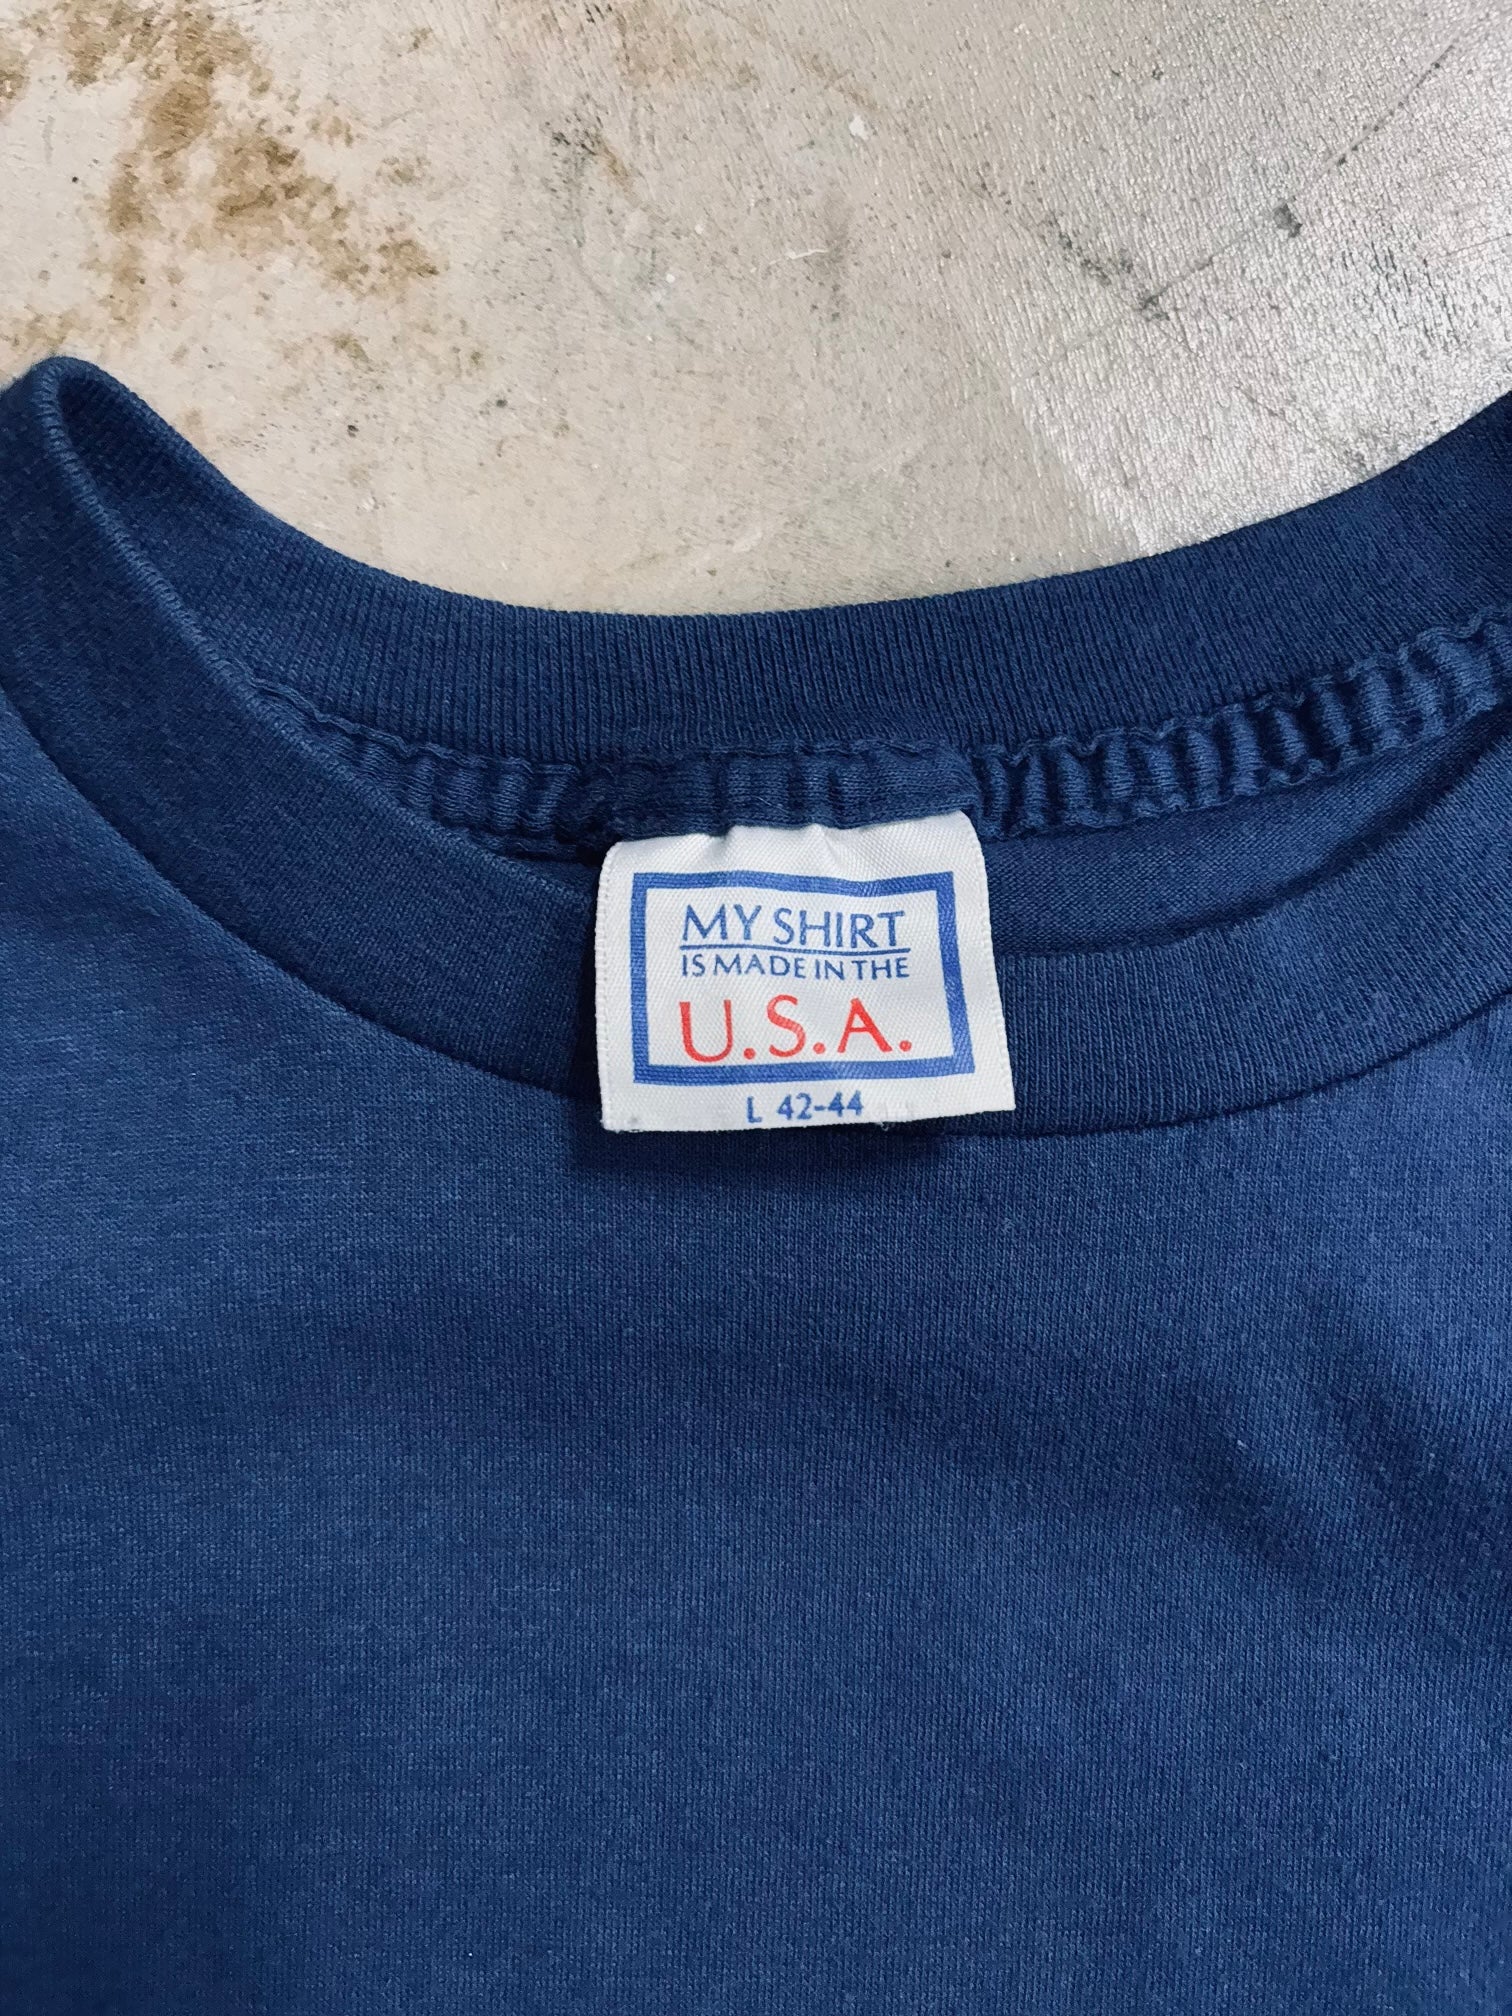 MY SHIRT
IS MADE IN THE
U.S.A.
L 42-44